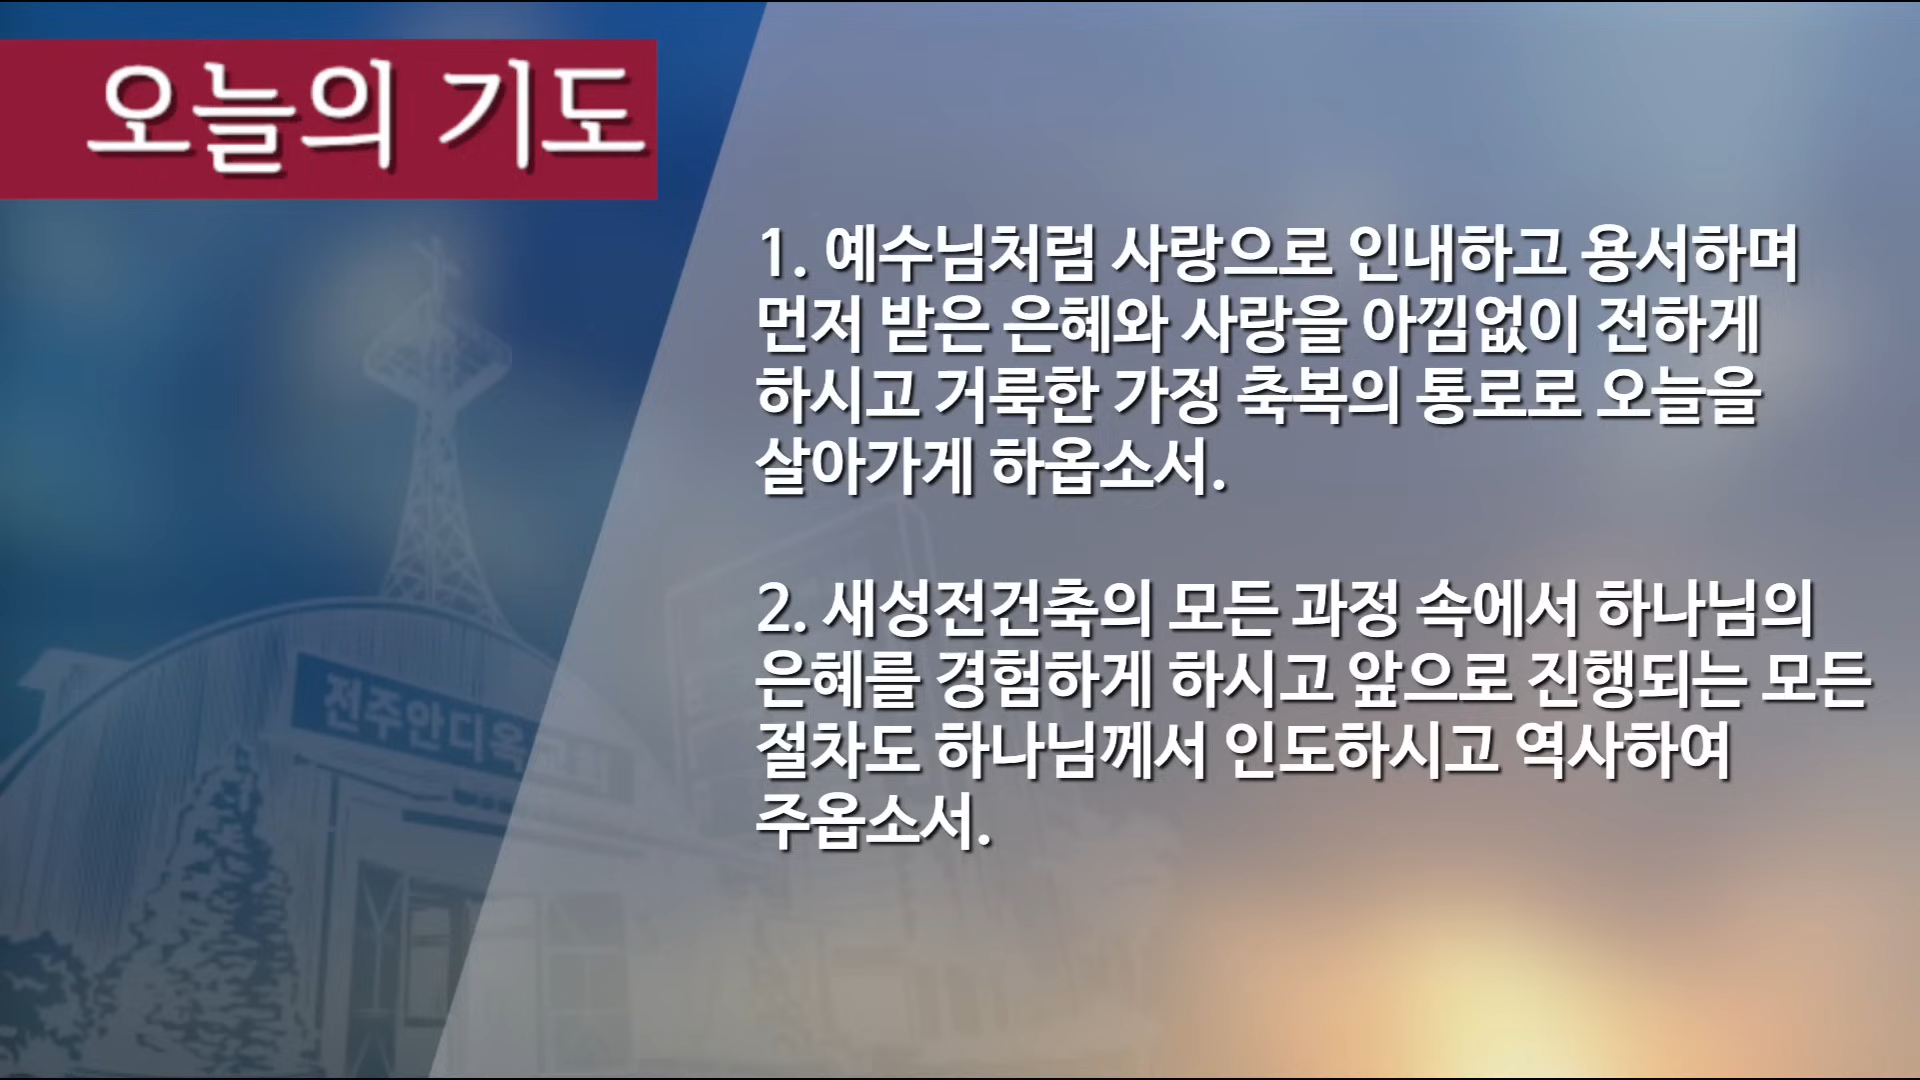 오늘의 기도
1. 예수님처럼 사랑으로 인내하고 용서하며
먼저 받은 은혜와 사랑을 아낌없이 전하게
하시고 거룩한 가정 축복의 통로로 오늘을
살아가게 하옵소서.
2. 새성전건축의 모든 과정 속에서 하나님의
은혜를 경험하게 하시고 앞으로 진행되는 모든
절차도 하나님께서 인도하시고 역사하여
주옵소서.
전주안디옥교회